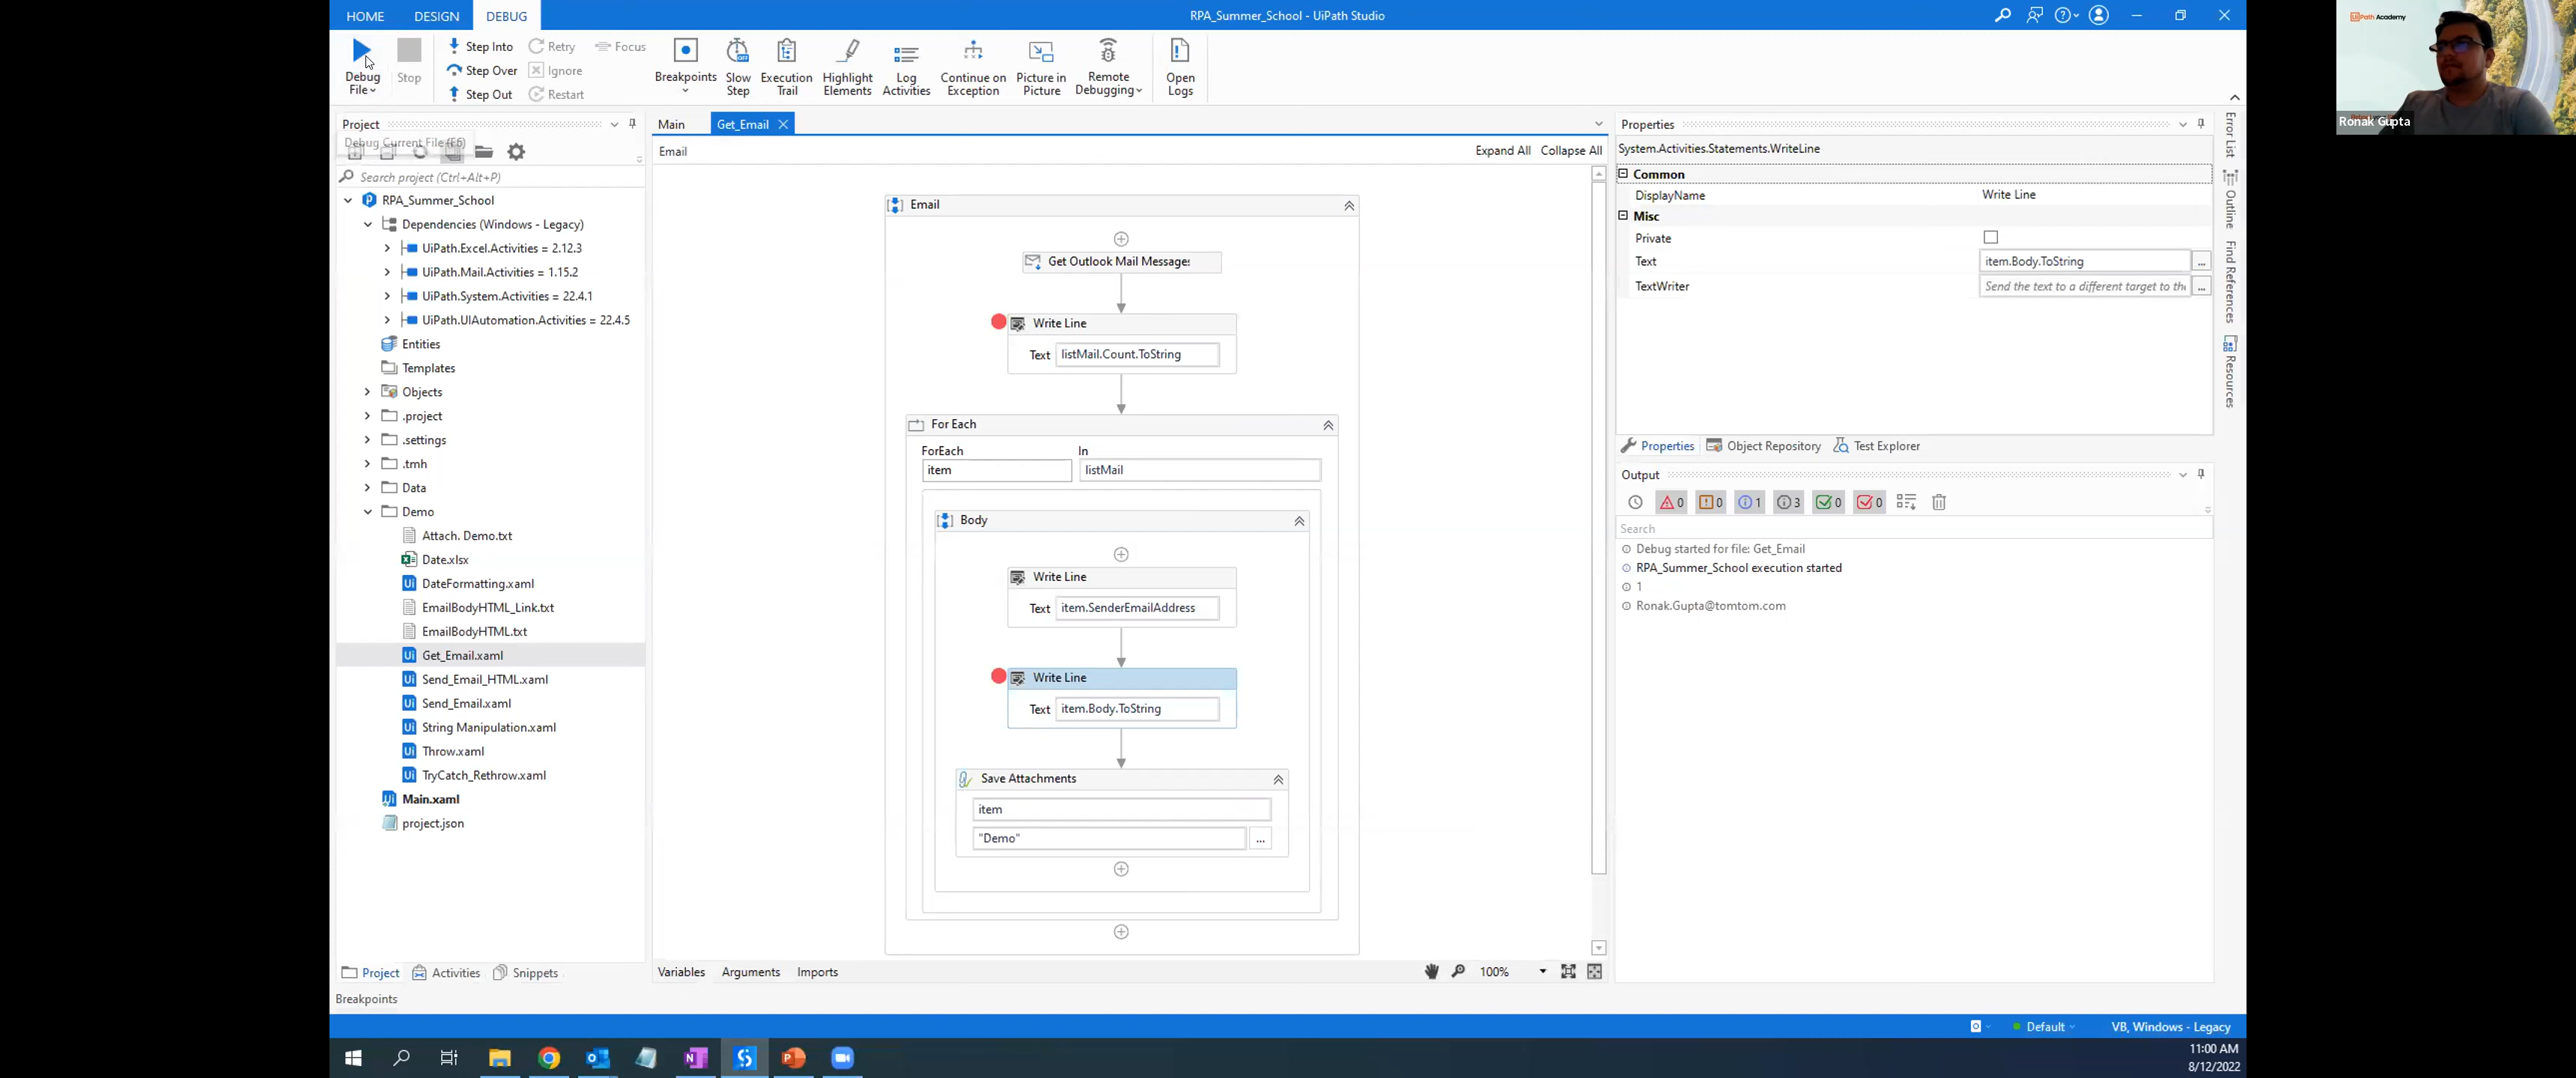 HOME DESIGN DEBUG
RPA_Summer_School - UiPath Studio
Debug File
Stop
Step Into
Step Over
Step Out
Retry
Ignore
Restart
Focus
Breakpoints
Slow Step
Execution Trail
Highlight Elements
Log Activities
Continue on Exception
Picture in Picture
Remote Debugging
Open Logs
Project
Debug Current File (F6)
Search project (Ctrl+Alt+P)
RPA_Summer_School
Dependencies (Windows - Legacy)
UiPath.Excel.Activities = 2.12.3
UiPath.Mail.Activities = 1.15.2
UiPath.System.Activities = 22.4.1
UiPath.UIAutomation.Activities = 22.4.5
Entities
Templates
Objects
.project
.settings
.tmh
Data
Demo
Attach. Demo.txt
Date.xlsx
DateFormatting.xaml
EmailBodyHTML_Link.txt
EmailBodyHTML.txt
Get_Email.xaml
Send_Email_HTML.xaml
Send_Email.xaml
String Manipulation.xaml
Throw.xaml
TryCatch_Rethrow.xaml
Main.xaml
project.json
Project Activities Snippets
Breakpoints
Main Get_Email
Email
Expand All Collapse All
Email
Get Outlook Mail Messages
Write Line
Text listMail.Count.ToString
For Each
ForEach In
item listMail
Body
Write Line
Text item.SenderEmailAddress
Write Line
Text item.Body.ToString
Save Attachments
item
"Demo" ...
Variables Arguments Imports
100%
Properties
System.Activities.Statements.WriteLine
Common
DisplayName Write Line
Misc
Private
Text item.Body.ToString ...
TextWriter Send the text to a different target to th ...
Properties Object Repository Test Explorer
Output
0 0 1 3 0 0
Search
Debug started for file: Get_Email
RPA_Summer_School execution started
1
Ronak.Gupta@tomtom.com
Error List
Outline
Find References
Resources
Default VB, Windows - Legacy
11:00 AM
8/12/2022
UiPath Academy
Ronak Gupta